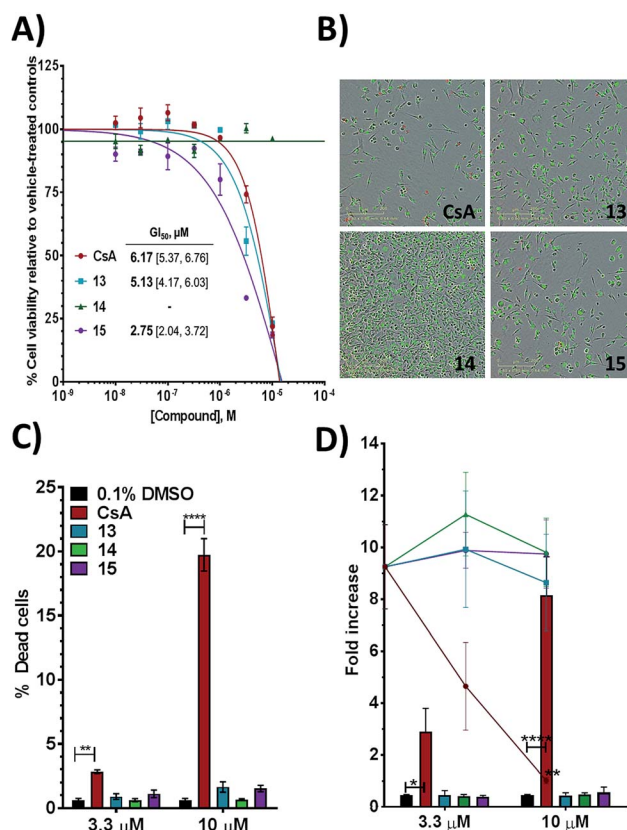 A)
125
100
75
50
25
0
% Cell viability relative to vehicle-treated controls
GI50, µM
CsA 6.17 [5.37, 6.76]
13 5.13 [4.17, 6.03]
14 -
15 2.75 [2.04, 3.72]
10-9 10-8 10-7 10-6 10-5 10-4
[Compound], M
B)
CsA
13
14
15
C)
25
20
15
10
5
0
% Dead cells
0.1% DMSO
CsA
13
14
15
**
****
3.3 µM 10 µM
D)
14
12
10
8
6
4
2
0
Fold increase
*
****
**
3.3 µM 10 µM